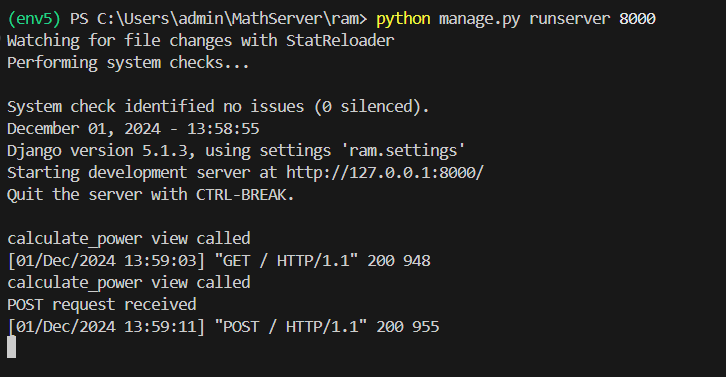 (env5) PS C:\Users\admin\MathServer\ram> python manage.py runserver 8000
Watching for file changes with StatReloader
Performing system checks...
System check identified no issues (0 silenced).
December 01, 2024 - 13:58:55
Django version 5.1.3, using settings 'ram.settings'
Starting development server at http://127.0.0.1:8000/
Quit the server with CTRL-BREAK.
calculate_power view called
[01/Dec/2024 13:59:03] "GET / HTTP/1.1" 200 948
calculate_power view called
POST request received
[01/Dec/2024 13:59:11] "POST / HTTP/1.1" 200 955